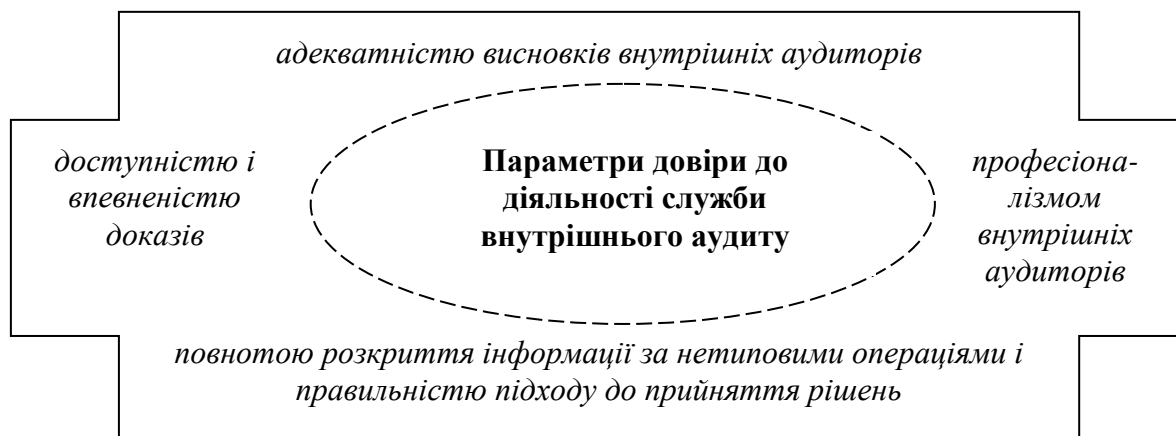 адекватністю висновків внутрішніх аудиторів
доступністю і
впевненістю
доказів
Параметри довіри до
діяльності служби
внутрішнього аудиту
професіона-
лізмом
внутрішніх
аудиторів
повнотою розкриття інформації за нетиповими операціями і
правильністю підходу до прийняття рішень